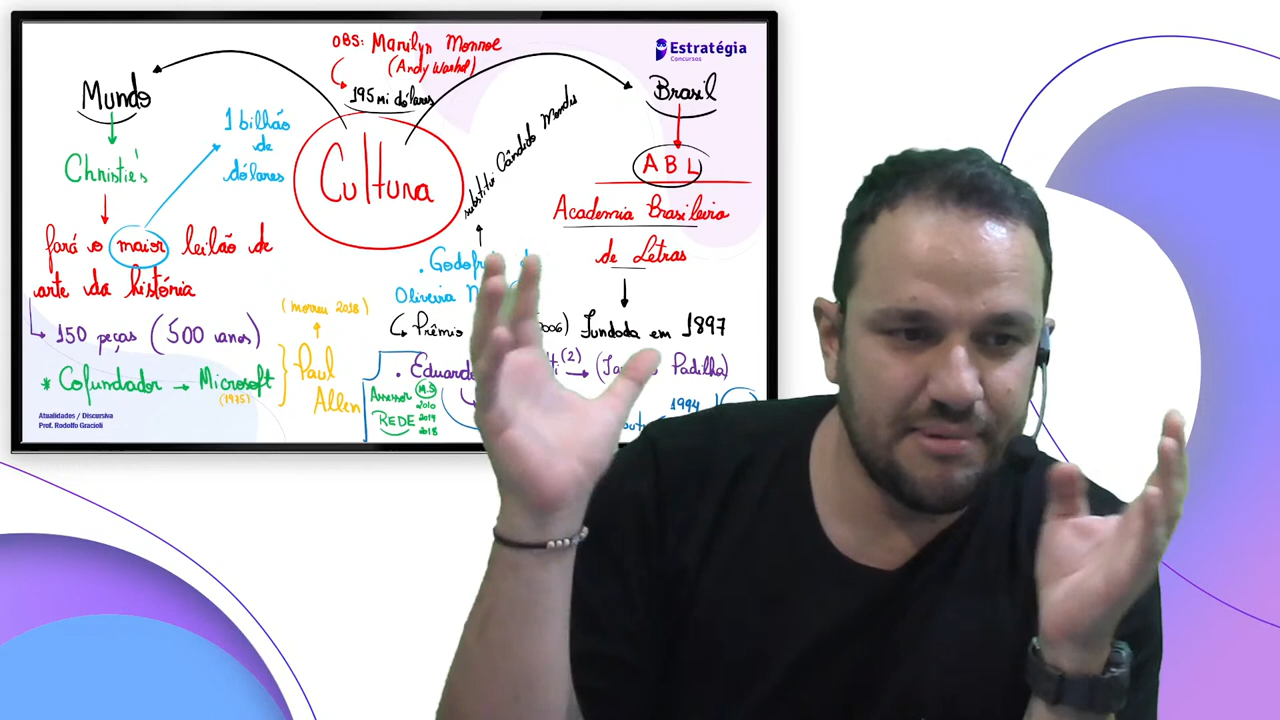 OBS: Marilyn Monroe
(Andy Warhol)
195 mi dólares
Estratégia
Concursos
Mundo
Brasil
1 bilhão
de
dólares
Christie's
Cultura
substitui Cândido Mendes
ABL
Academia Brasileira
de Letras
fará o maior leilão de
arte da história
Oliveira
(morreu 2018)
150 peças (500 anos)
Prêmio
Fundada em 1897
* Cofundador → Microsoft
(1975)
Paul
Allen
(2)
Padilha)
Assessor M.S
2010
REDE 2014
2018
1994
Atualidades / Discursiva
Prof. Rodolfo Gracioli